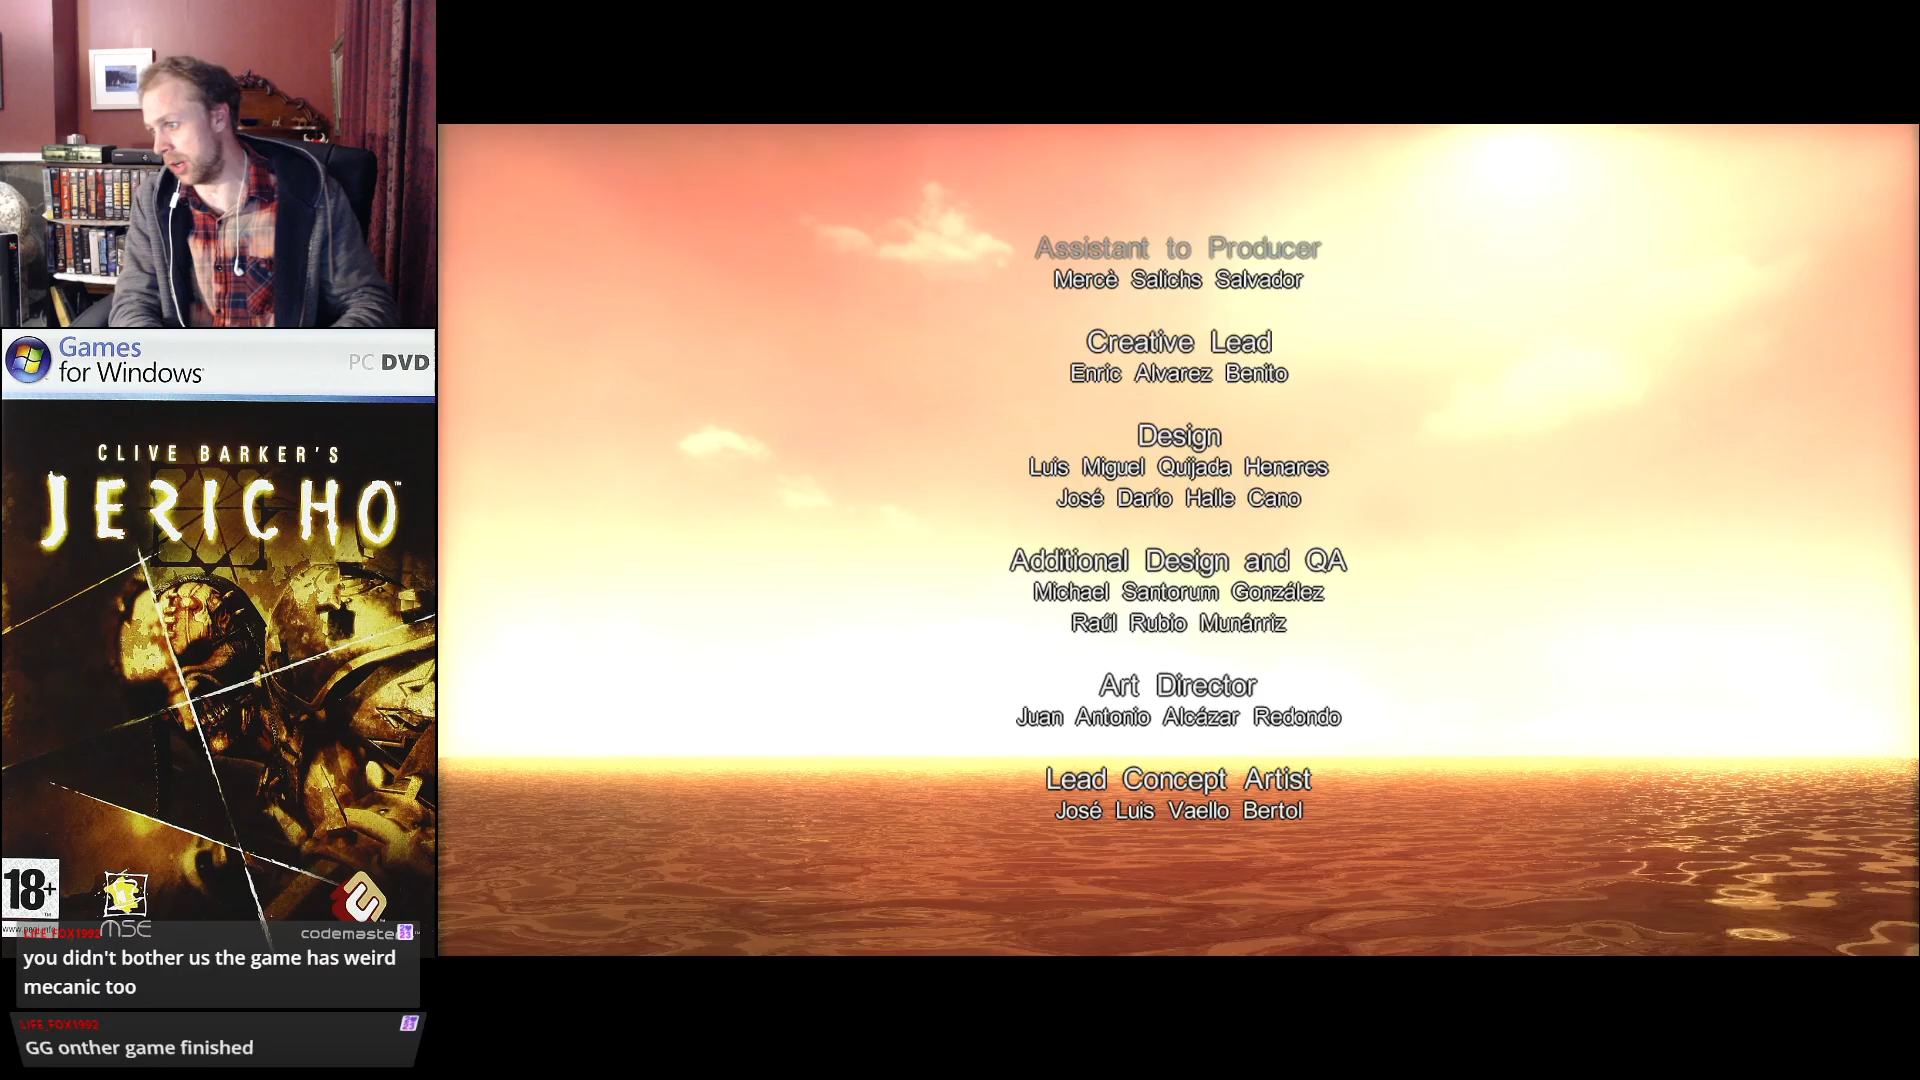 Games
for Windows
PC DVD
CLIVE BARKER'S
JERICHO™
18+
MSE
codemaste
LIFE_FOX1992
you didn't bother us the game has weird
mecanic too
LIFE_FOX1992
GG onther game finished
Assistant to Producer
Mercè Salichs Salvador
Creative Lead
Enric Alvarez Benito
Design
Luis Miguel Quijada Henares
José Darío Halle Cano
Additional Design and QA
Michael Santorum González
Raúl Rubio Munárriz
Art Director
Juan Antonio Alcázar Redondo
Lead Concept Artist
José Luis Vaello Bertol